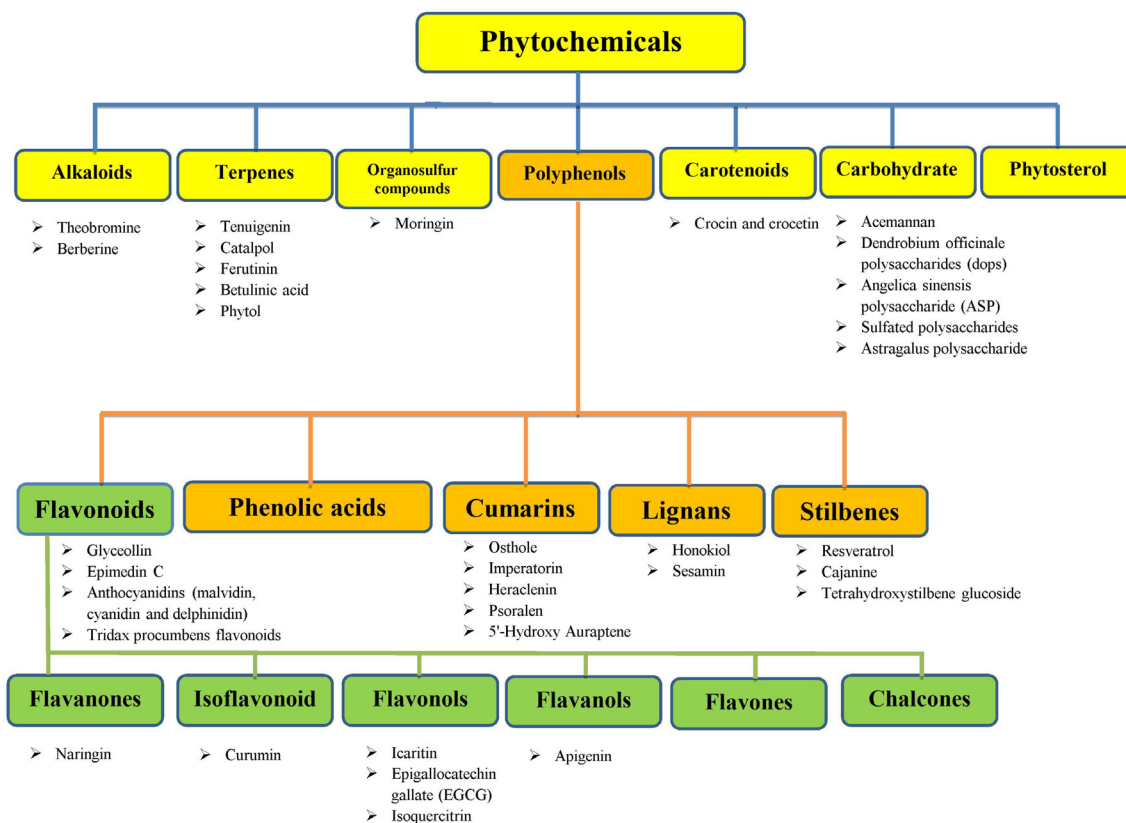 Phytochemicals
Alkaloids
Terpenes
Organosulfur
compounds
Polyphenols
Carotenoids
Carbohydrate
Phytosterol
➢ Theobromine
➢ Berberine
➢ Tenuigenin
➢ Catalpol
➢ Ferutinin
➢ Betulinic acid
➢ Phytol
➢ Moringin
➢ Crocin and crocetin
➢ Acemannan
➢ Dendrobium officinale
polysaccharides (dops)
➢ Angelica sinensis
polysaccharide (ASP)
➢ Sulfated polysaccharides
➢ Astragalus polysaccharide
Flavonoids
Phenolic acids
Cumarins
Lignans
Stilbenes
➢ Glyceollin
➢ Epimedin C
➢ Anthocyanidins (malvidin,
cyanidin and delphinidin)
➢ Tridax procumbens flavonoids
➢ Osthole
➢ Imperatorin
➢ Heraclenin
➢ Psoralen
➢ 5'-Hydroxy Auraptene
➢ Honokiol
➢ Sesamin
➢ Resveratrol
➢ Cajanine
➢ Tetrahydroxystilbene glucoside
Flavanones
Isoflavonoid
Flavonols
Flavanols
Flavones
Chalcones
➢ Naringin
➢ Curumin
➢ Icaritin
➢ Epigallocatechin
gallate (EGCG)
➢ Isoquercitrin
➢ Apigenin